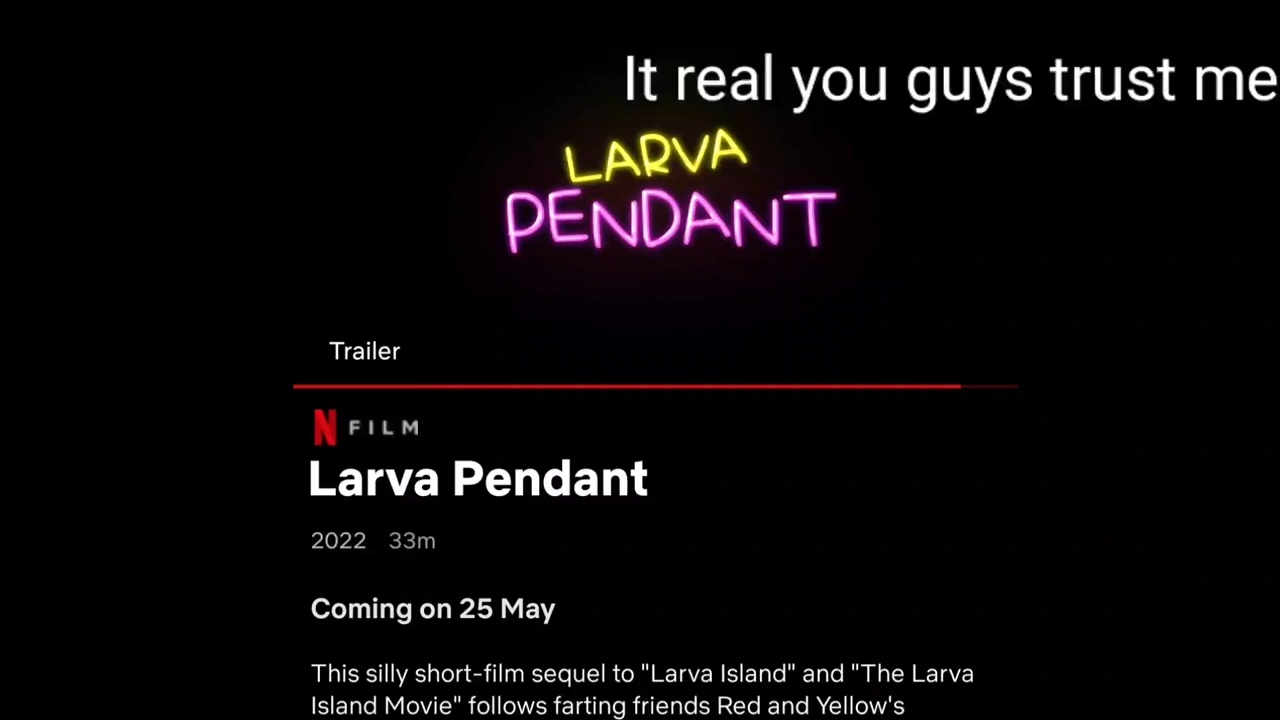 It real you guys trust me
LARVA
PENDANT
Trailer
N FILM
Larva Pendant
2022 33m
Coming on 25 May
This silly short-film sequel to "Larva Island" and "The Larva
Island Movie" follows farting friends Red and Yellow's